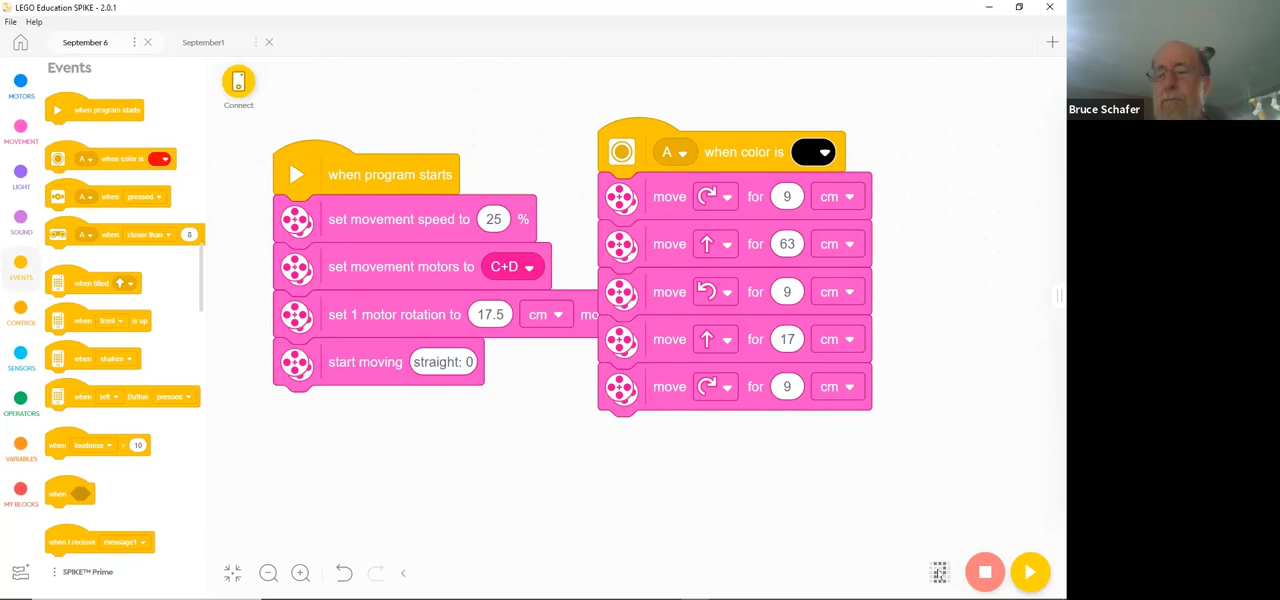 LEGO Education SPIKE - 2.0.1
File Help
September 6
September1
Events
MOTORS
MOVEMENT
LIGHT
SOUND
EVENTS
CONTROL
SENSORS
OPERATORS
VARIABLES
MY BLOCKS
when program starts
A when color is
A when pressed
A when closer than 8
when tilted
when front is up
when shaken
when left Button pressed
when loudness > 10
when
when I receive message1
SPIKE™ Prime
Connect
when program starts
set movement speed to 25 %
set movement motors to C+D
set 1 motor rotation to 17.5 cm mo
start moving straight: 0
A when color is
move for 9 cm
move for 63 cm
move for 9 cm
move for 17 cm
move for 9 cm
Bruce Schafer